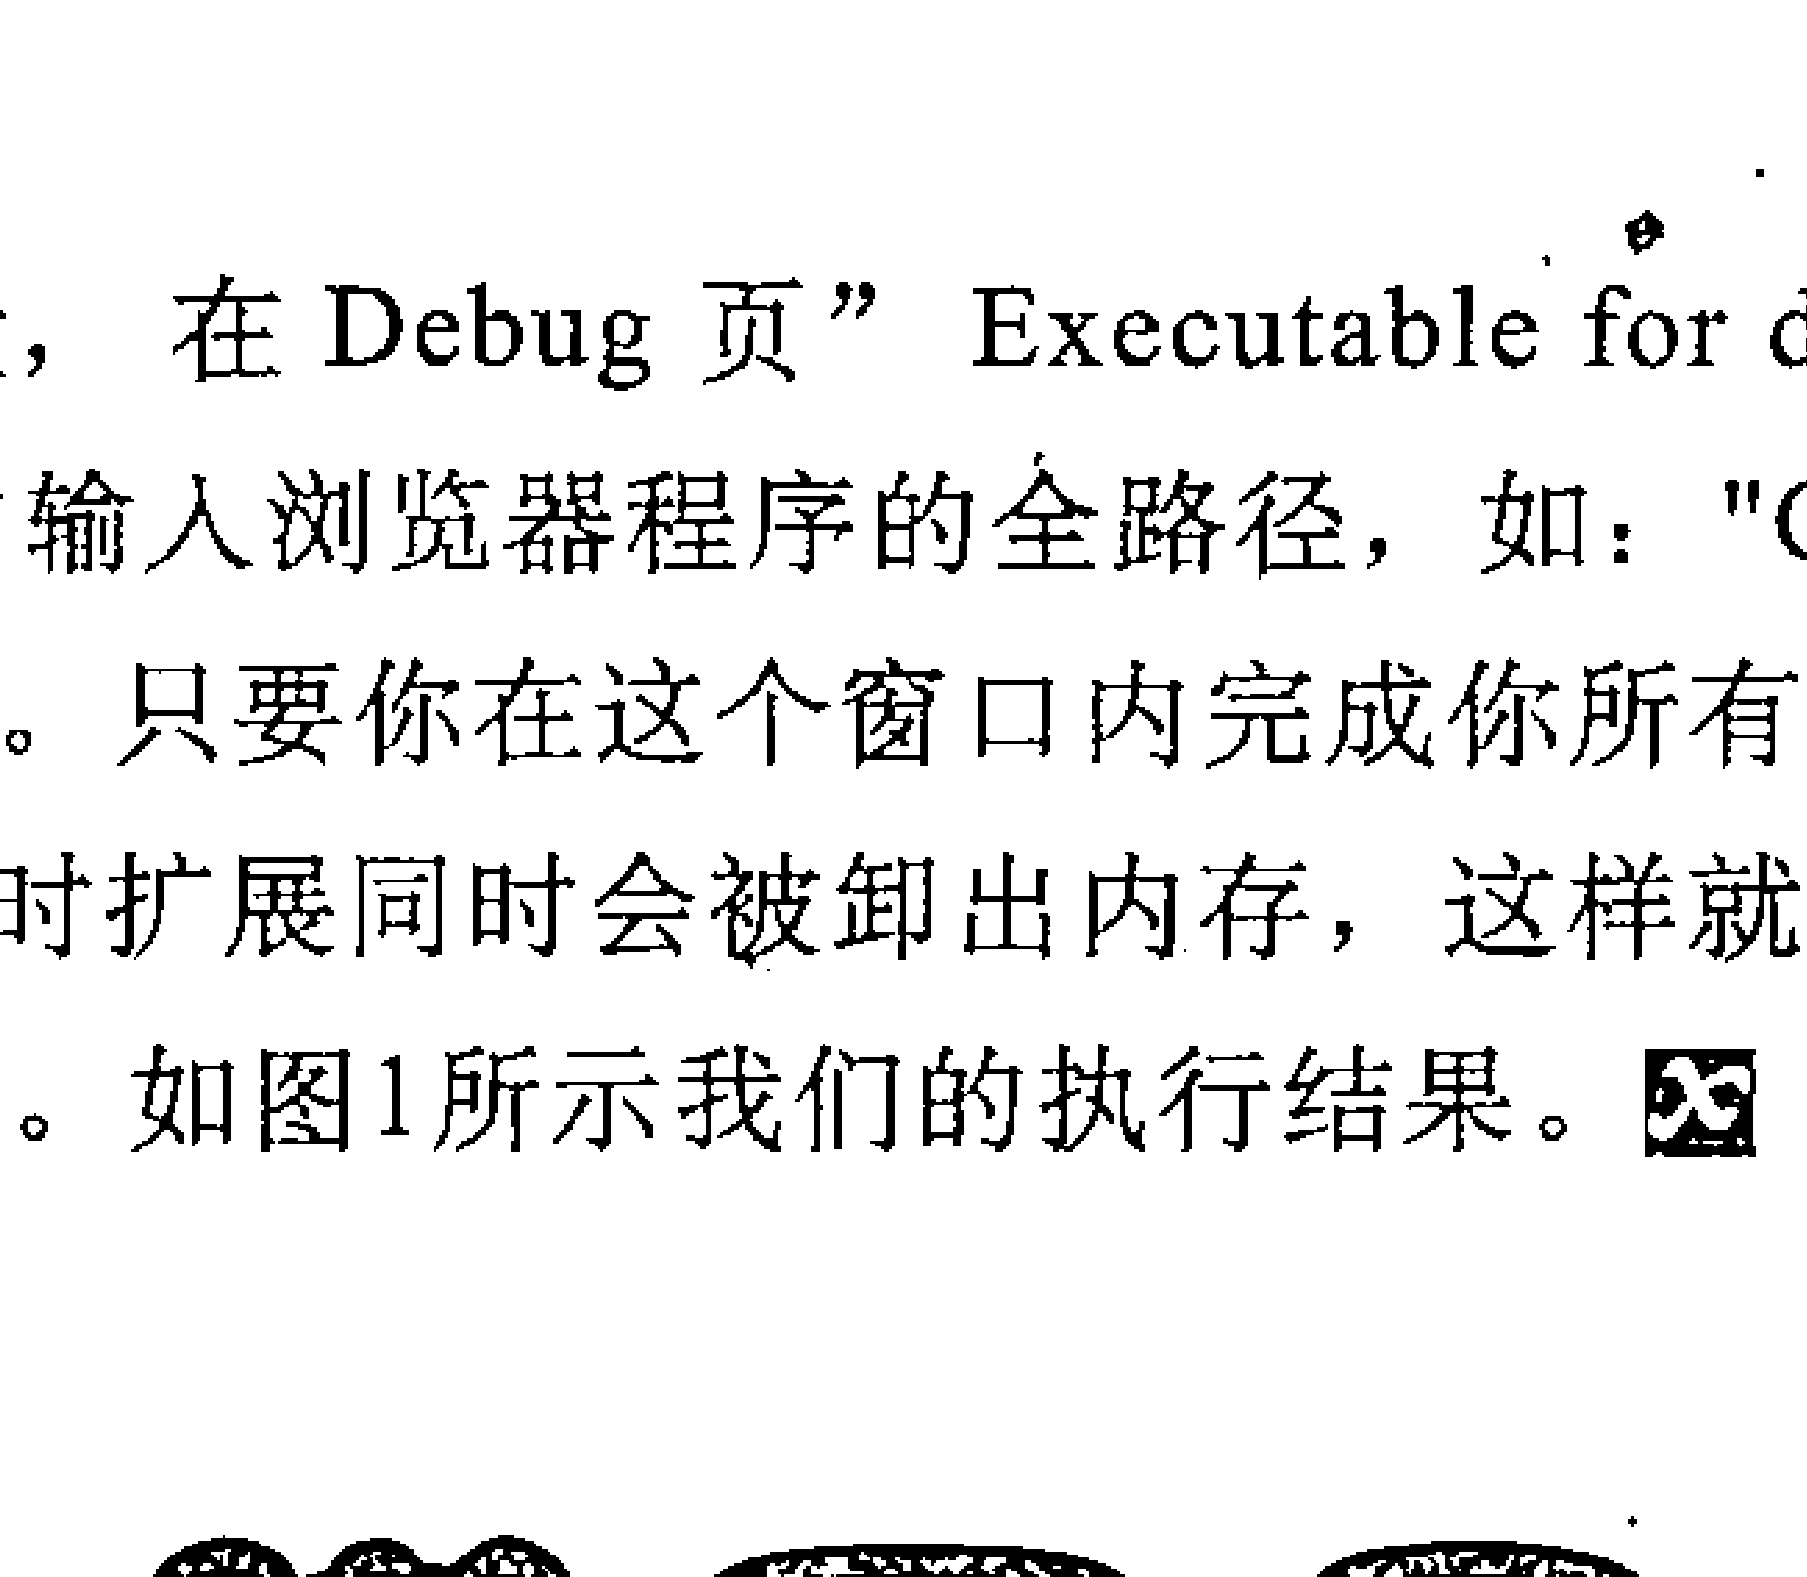 ， 在 Debug 页” Executable for
输入浏览器程序的全路径， 如： "
。只要你在这个窗口内完成你所有
时扩展同时会被卸出内存，这样就
。如图1所示我们的执行结果。